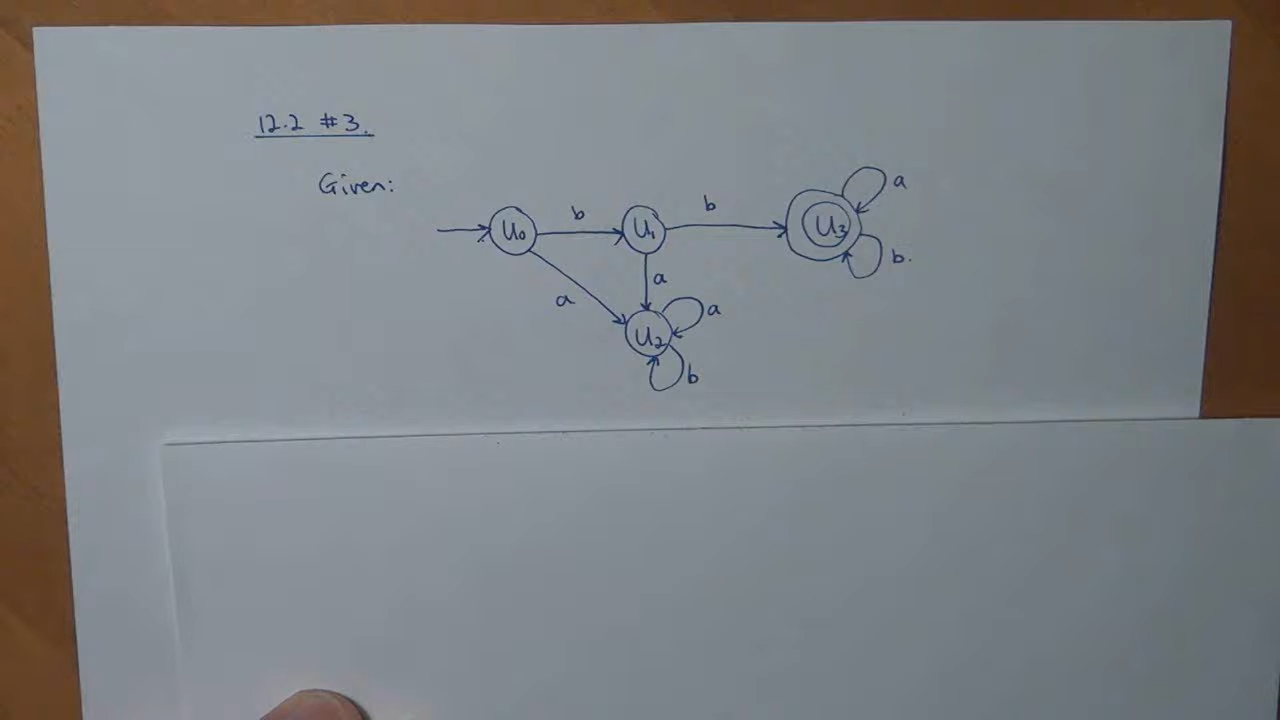 12.2 #3.
Given:
U₀ b U₁ b U₃ a
b.
a a
U₂ a
b